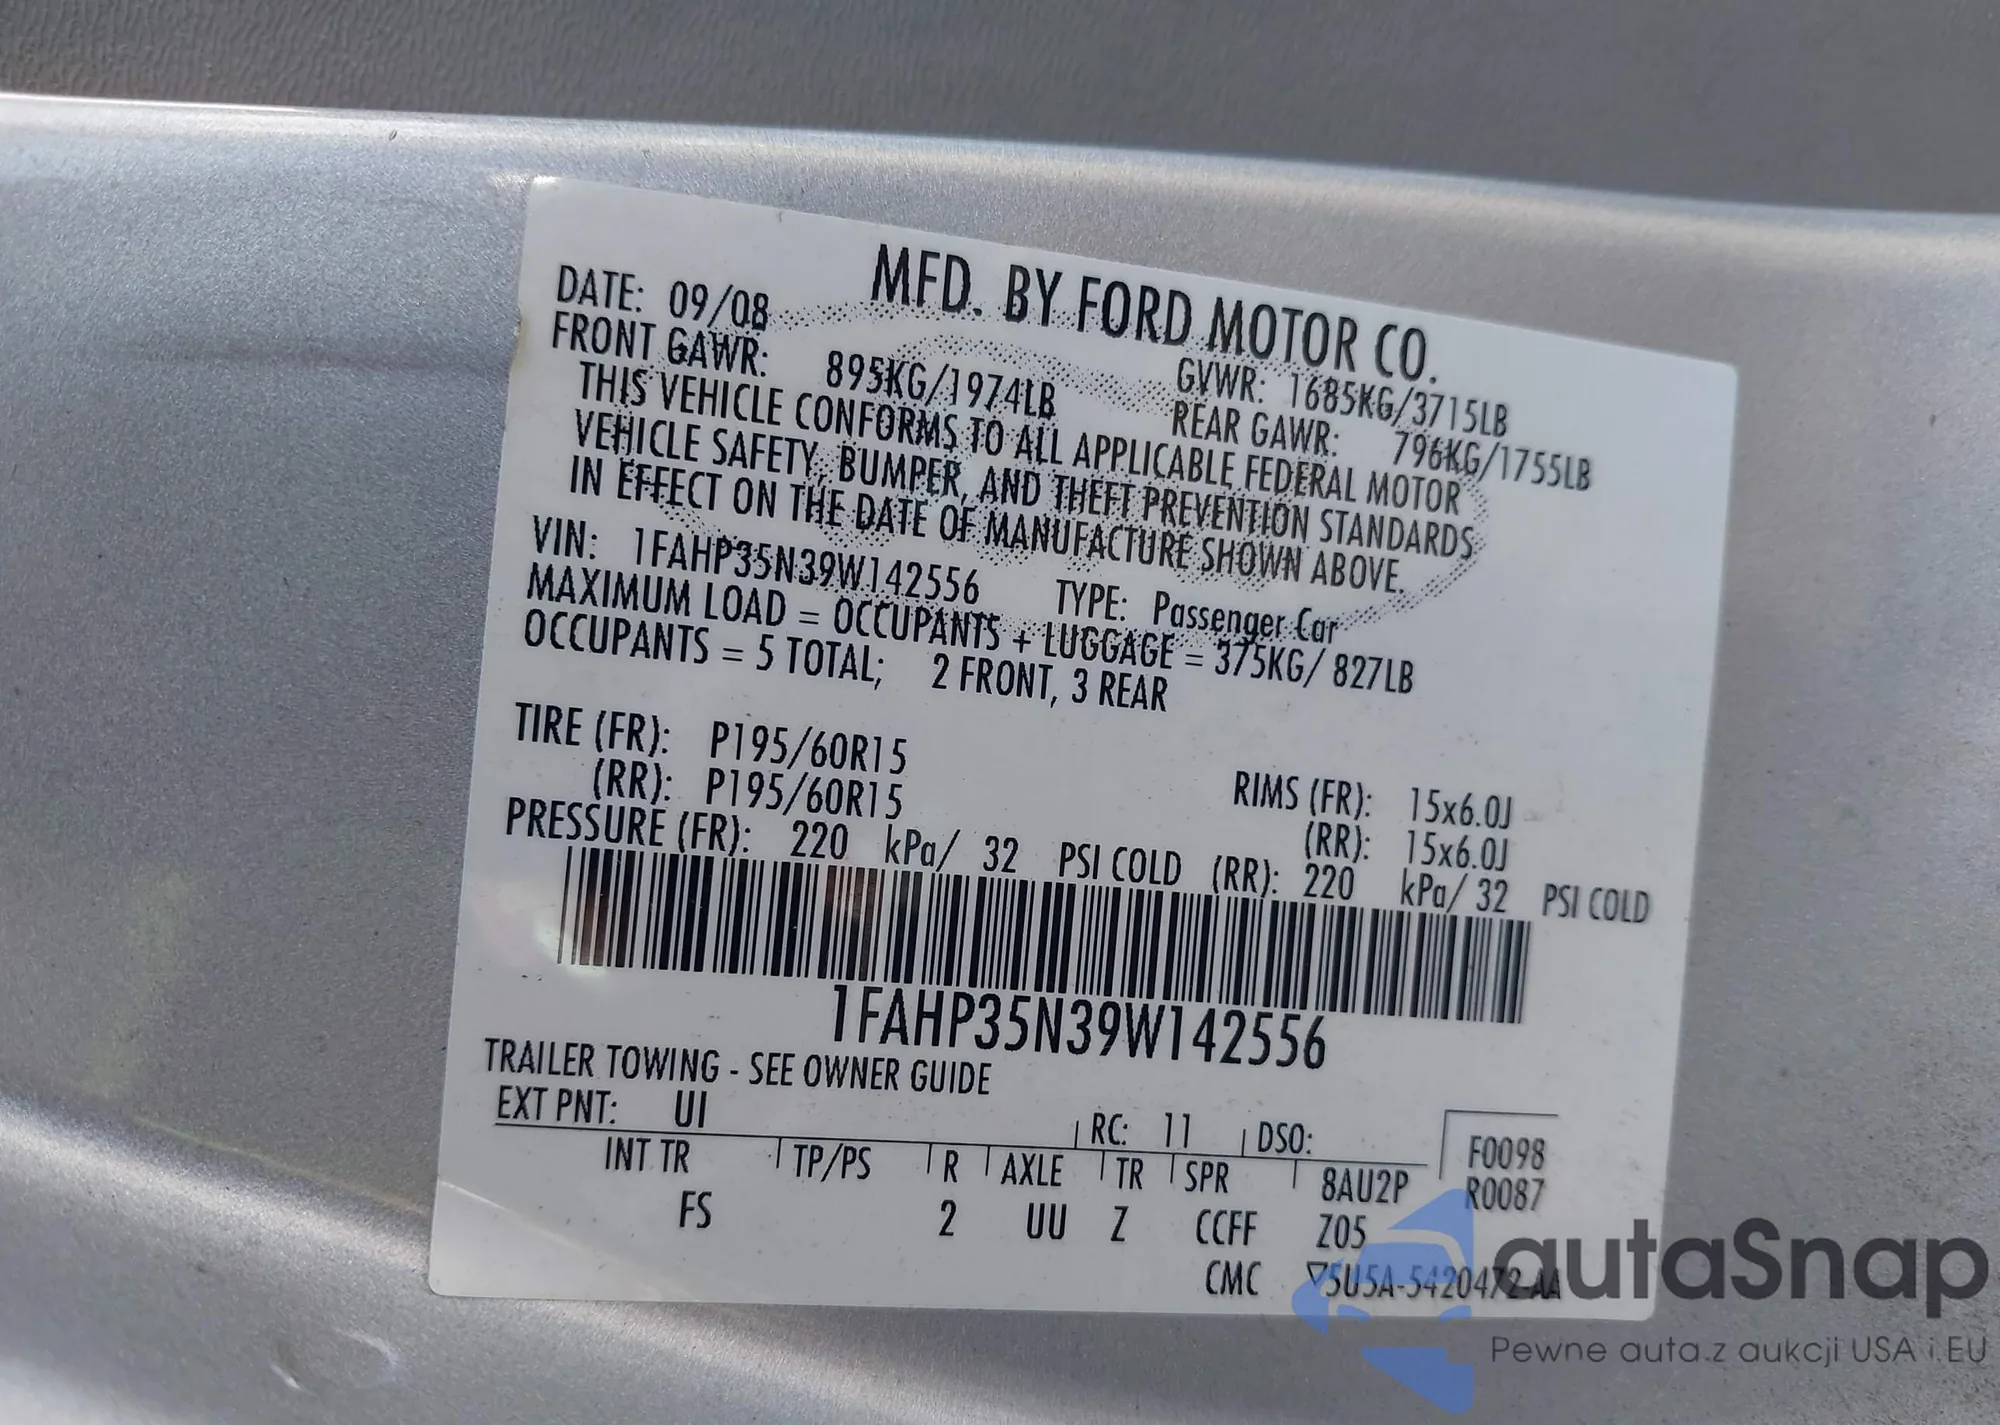 MFD. BY FORD MOTOR CO.
DATE: 09/08
GVWR: 1685KG/3715LB
FRONT GAWR: 895KG/1974LB
REAR GAWR: 796KG/1755LB
THIS VEHICLE CONFORMS TO ALL APPLICABLE FEDERAL MOTOR
VEHICLE SAFETY, BUMPER, AND THEFT PREVENTION STANDARDS
IN EFFECT ON THE DATE OF MANUFACTURE SHOWN ABOVE.
VIN: 1FAHP35N39W142556 TYPE: Passenger Car
MAXIMUM LOAD = OCCUPANTS + LUGGAGE = 375KG/ 827LB
OCCUPANTS = 5 TOTAL; 2 FRONT, 3 REAR
TIRE (FR): P195/60R15 RIMS (FR): 15x6.0J
(RR): P195/60R15 (RR): 15x6.0J
PRESSURE (FR): 220 kPa/ 32 PSI COLD (RR): 220 kPa/ 32 PSI COLD
1FAHP35N39W142556
TRAILER TOWING - SEE OWNER GUIDE
EXT PNT: UI RC: 11 DSO: F0098
INT TR TP/PS R AXLE TR SPR 8AU2P R0087
FS 2 UU Z CCFF Z05
CMC ▽5U5A-5420472-AA
autaSnap
Pewne auta z aukcji USA i EU